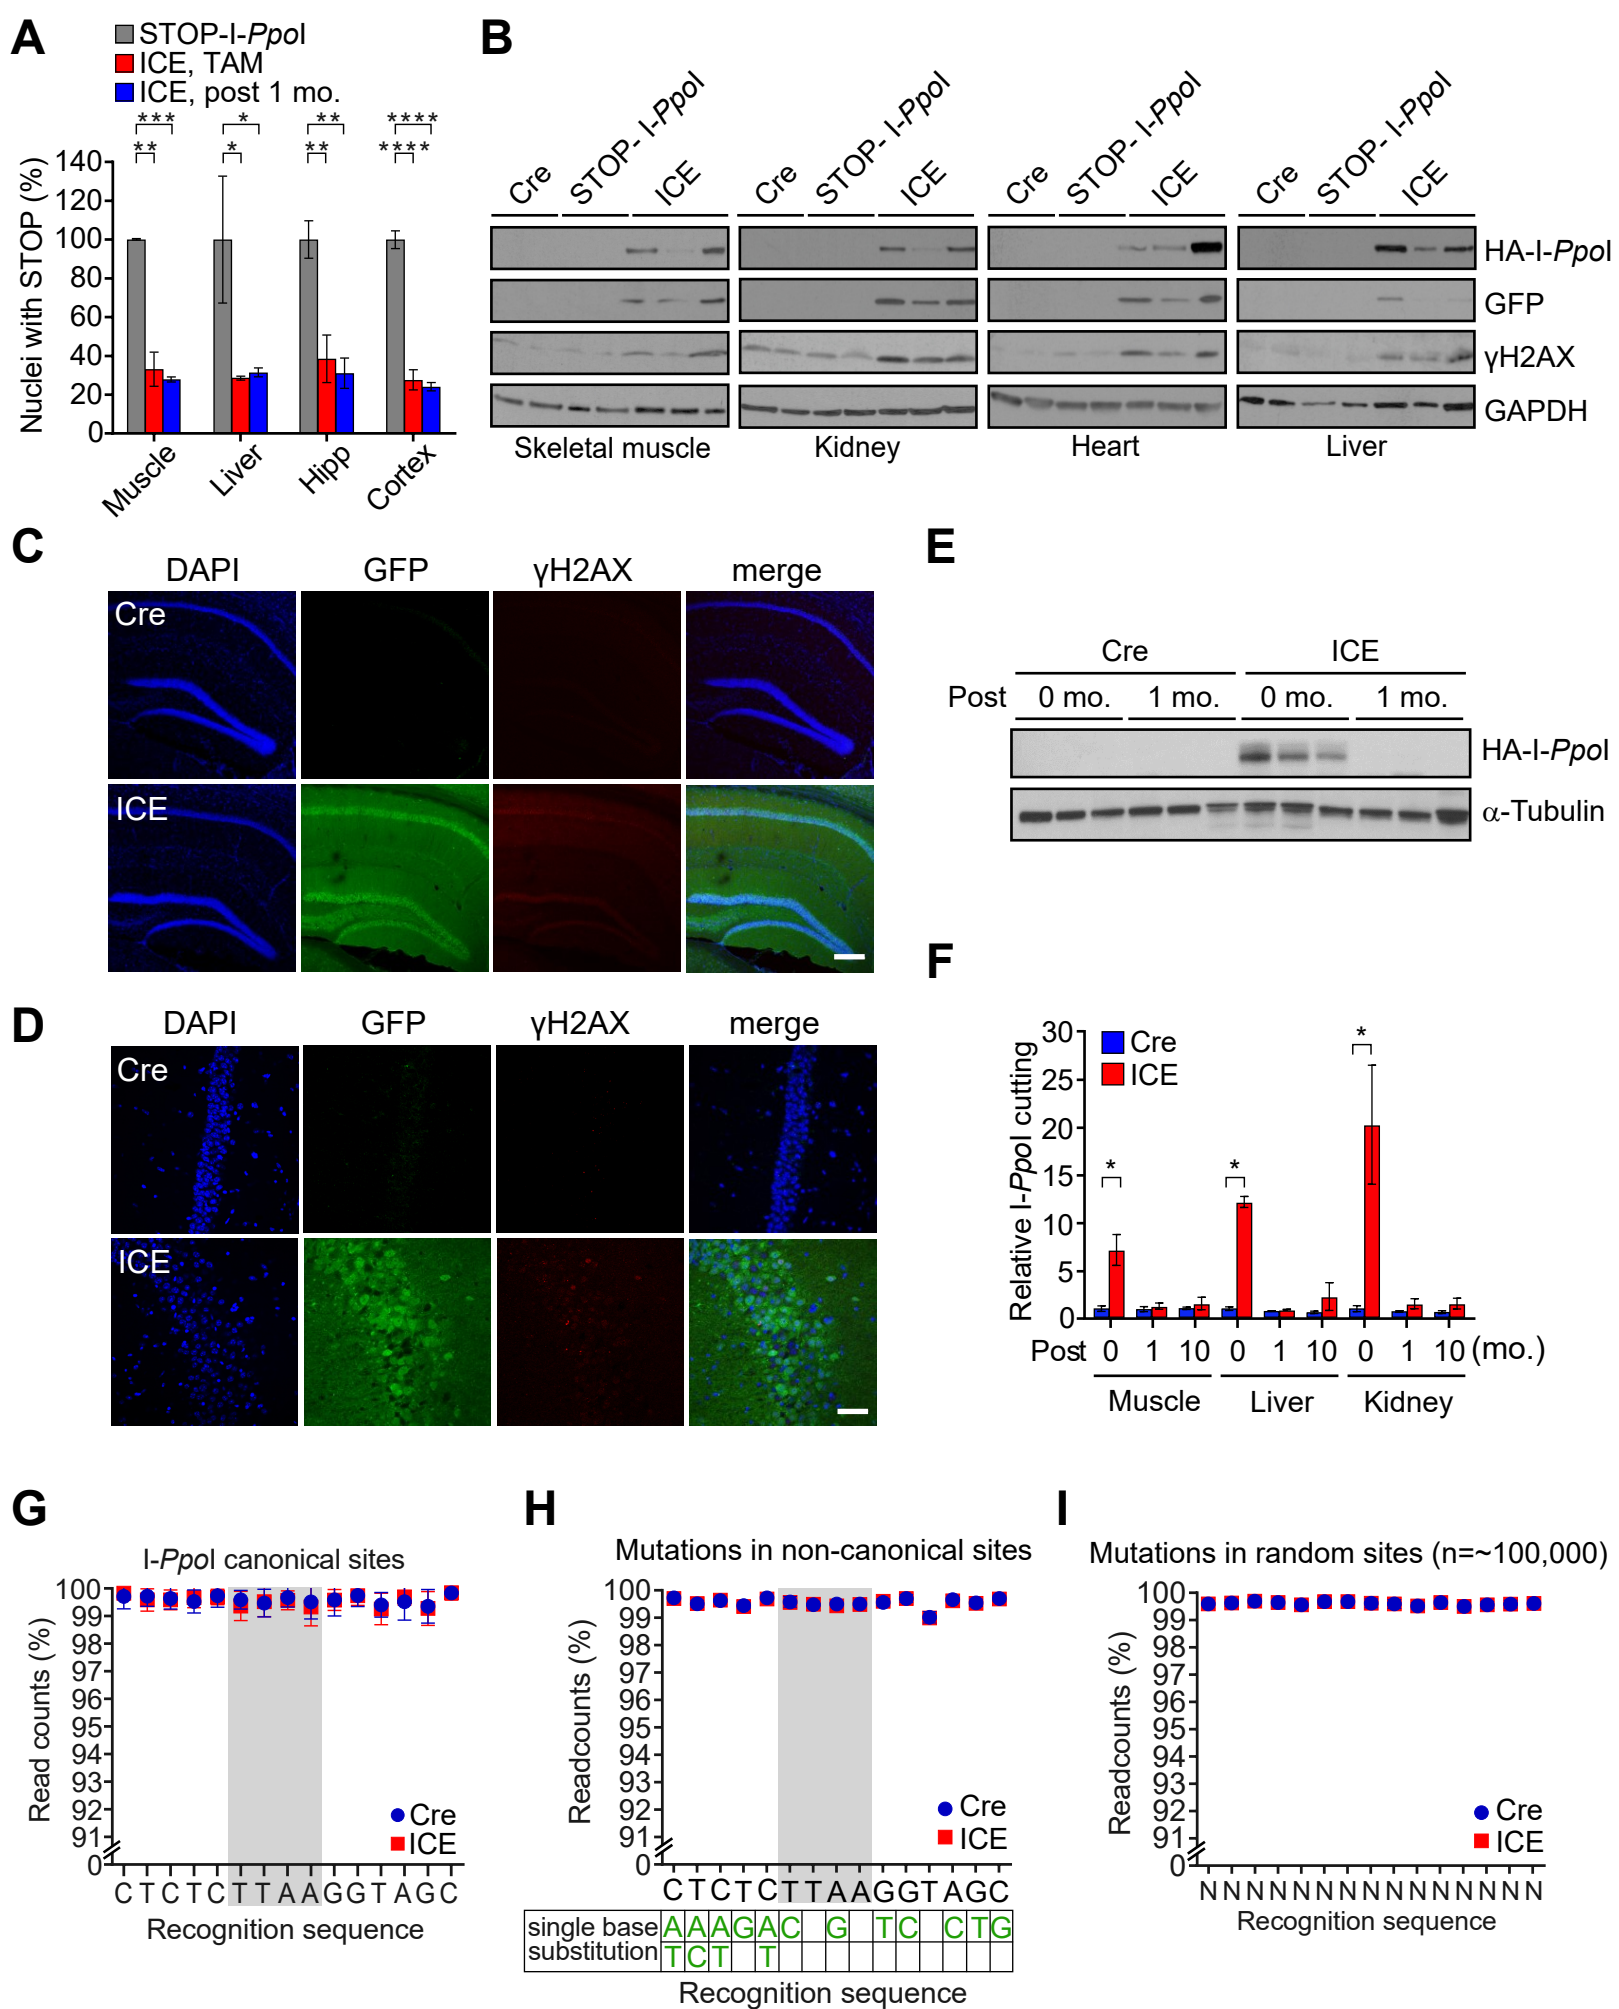 A
STOP-I-PpoI
ICE, TAM
ICE, post 1 mo.
*** * ** ****
** * ** ****
Nuclei with STOP (%)
140
120
100
80
60
40
20
0
Muscle Liver Hipp Cortex
B
Cre STOP- I-PpoI ICE Cre STOP- I-PpoI ICE Cre STOP- I-PpoI ICE Cre STOP- I-PpoI ICE
HA-I-PpoI
GFP
γH2AX
GAPDH
Skeletal muscle Kidney Heart Liver
C
DAPI GFP γH2AX merge
Cre
ICE
D
DAPI GFP γH2AX merge
Cre
ICE
E
Cre ICE
Post 0 mo. 1 mo. 0 mo. 1 mo.
HA-I-PpoI
α-Tubulin
F
Relative I-PpoI cutting
30
25
20
15
10
5
0
Cre
ICE
* * *
Post 0 1 10 0 1 10 0 1 10 (mo.)
Muscle Liver Kidney
G
I-PpoI canonical sites
Read counts (%)
100
99
98
97
96
95
94
93
92
91
0
Cre
ICE
C T C T C T T A A G G T A G C
Recognition sequence
H
Mutations in non-canonical sites
Readcounts (%)
100
99
98
97
96
95
94
93
92
91
0
Cre
ICE
C T C T C T T A A G G T A G C
single base A A A G A C G T C C T G
substitution T C T T
Recognition sequence
I
Mutations in random sites (n=~100,000)
Readcounts (%)
100
99
98
97
96
95
94
93
92
91
0
Cre
ICE
N N N N N N N N N N N N N N N
Recognition sequence